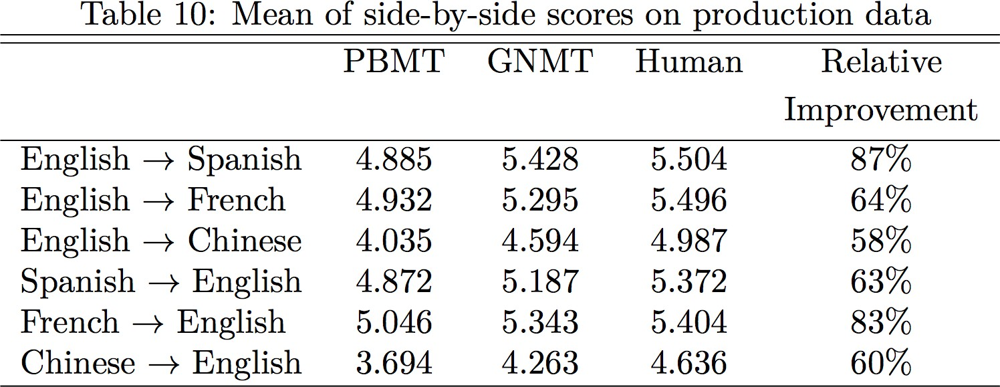 Table 10: Mean of side-by-side scores on production data
PBMT GNMT Human Relative
Improvement
English → Spanish 4.885 5.428 5.504 87%
English → French 4.932 5.295 5.496 64%
English → Chinese 4.035 4.594 4.987 58%
Spanish → English 4.872 5.187 5.372 63%
French → English 5.046 5.343 5.404 83%
Chinese → English 3.694 4.263 4.636 60%